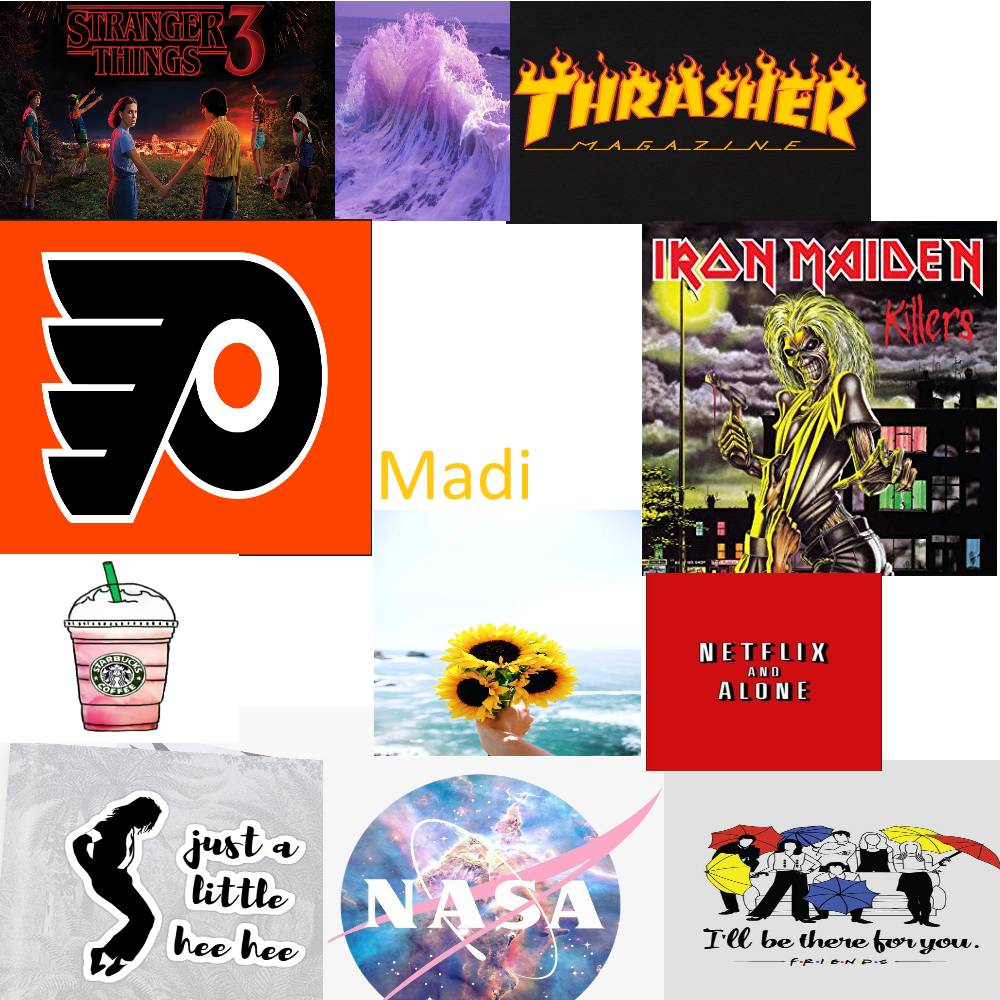 STRANGER 3
THINGS
THRASHER
MAGAZINE
IRON MAIDEN
Killers
Madi
STARBUCKS
COFFEE
NETFLIX
AND
ALONE
just a
little
hee hee
NASA
I'll be there for you.
F·R·I·E·N·D·S